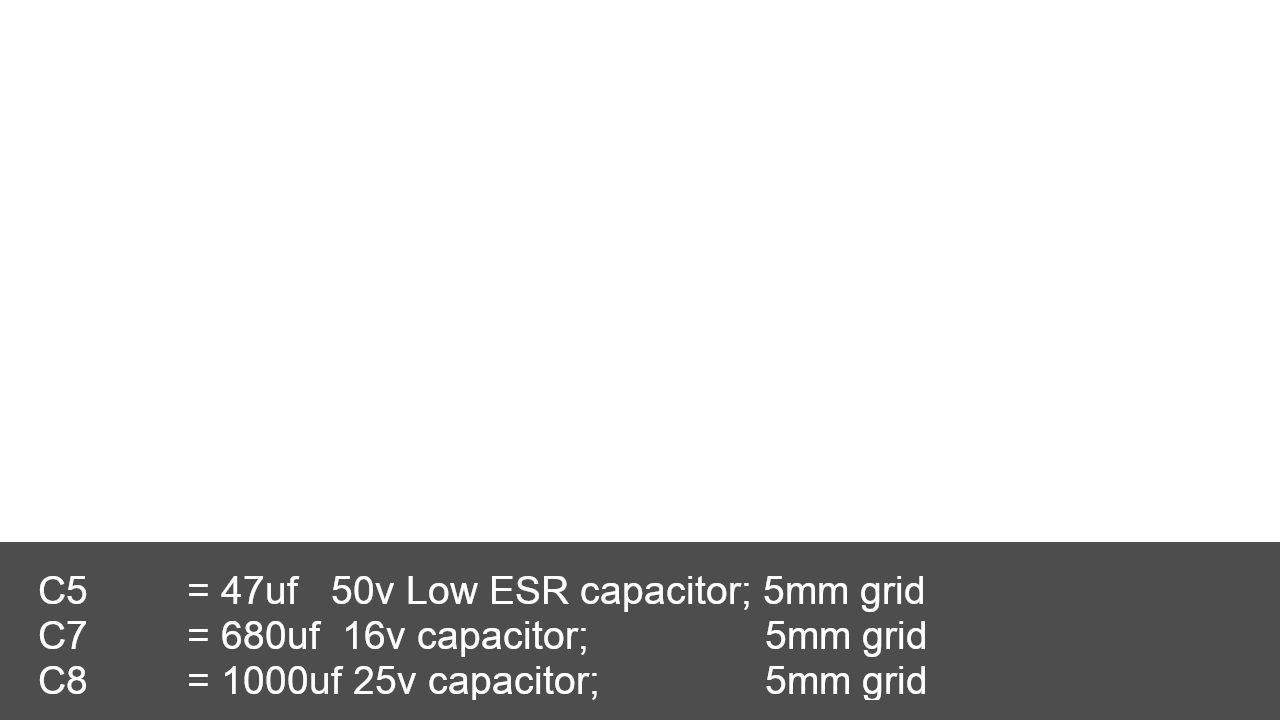 C5 = 47uf 50v Low ESR capacitor; 5mm grid
C7 = 680uf 16v capacitor; 5mm grid
C8 = 1000uf 25v capacitor; 5mm grid